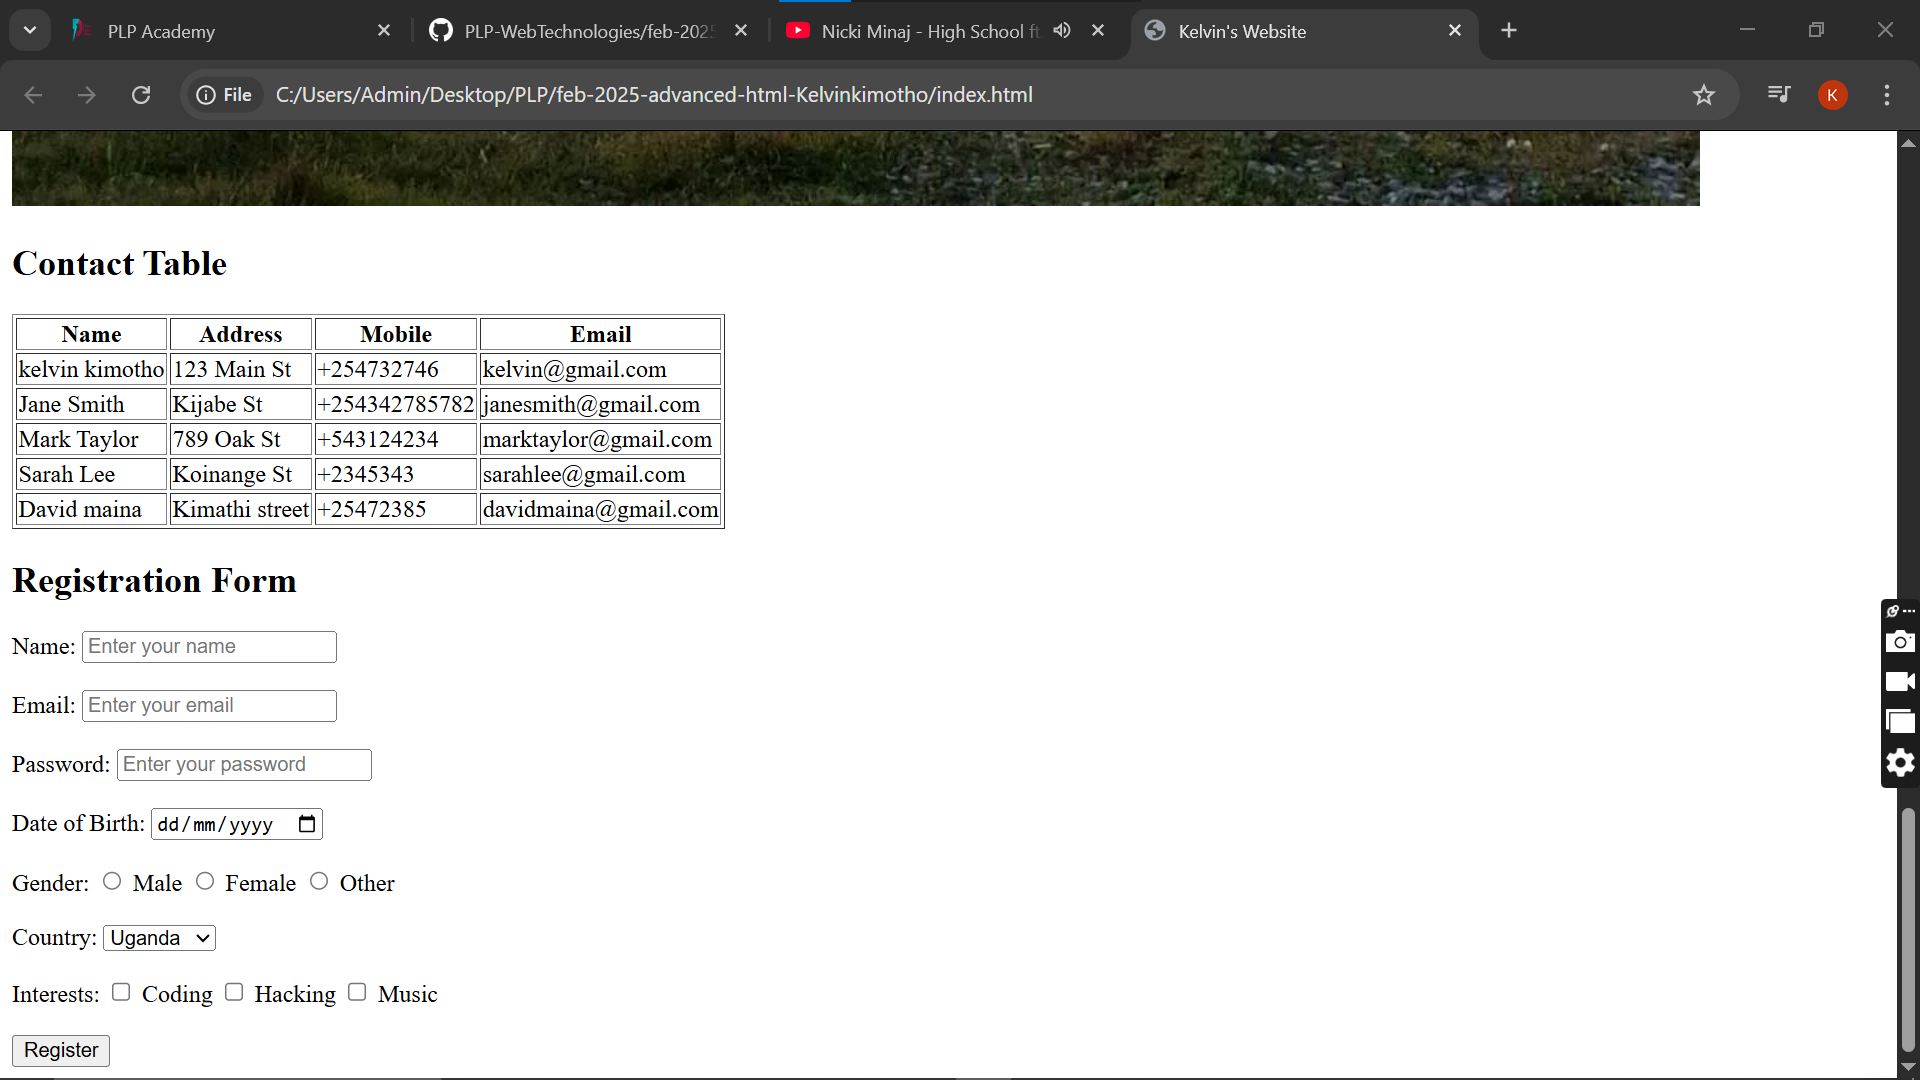 PLP Academy
PLP-WebTechnologies/feb-202
Nicki Minaj - High School ft
Kelvin's Website
File C:/Users/Admin/Desktop/PLP/feb-2025-advanced-html-Kelvinkimotho/index.html
K
Contact Table
Name Address Mobile Email
kelvin kimotho 123 Main St +254732746 kelvin@gmail.com
Jane Smith Kijabe St +254342785782 janesmith@gmail.com
Mark Taylor 789 Oak St +543124234 marktaylor@gmail.com
Sarah Lee Koinange St +2345343 sarahlee@gmail.com
David maina Kimathi street +25472385 davidmaina@gmail.com
Registration Form
Name: Enter your name
Email: Enter your email
Password: Enter your password
Date of Birth: dd/mm/yyyy
Gender: Male Female Other
Country: Uganda
Interests: Coding Hacking Music
Register